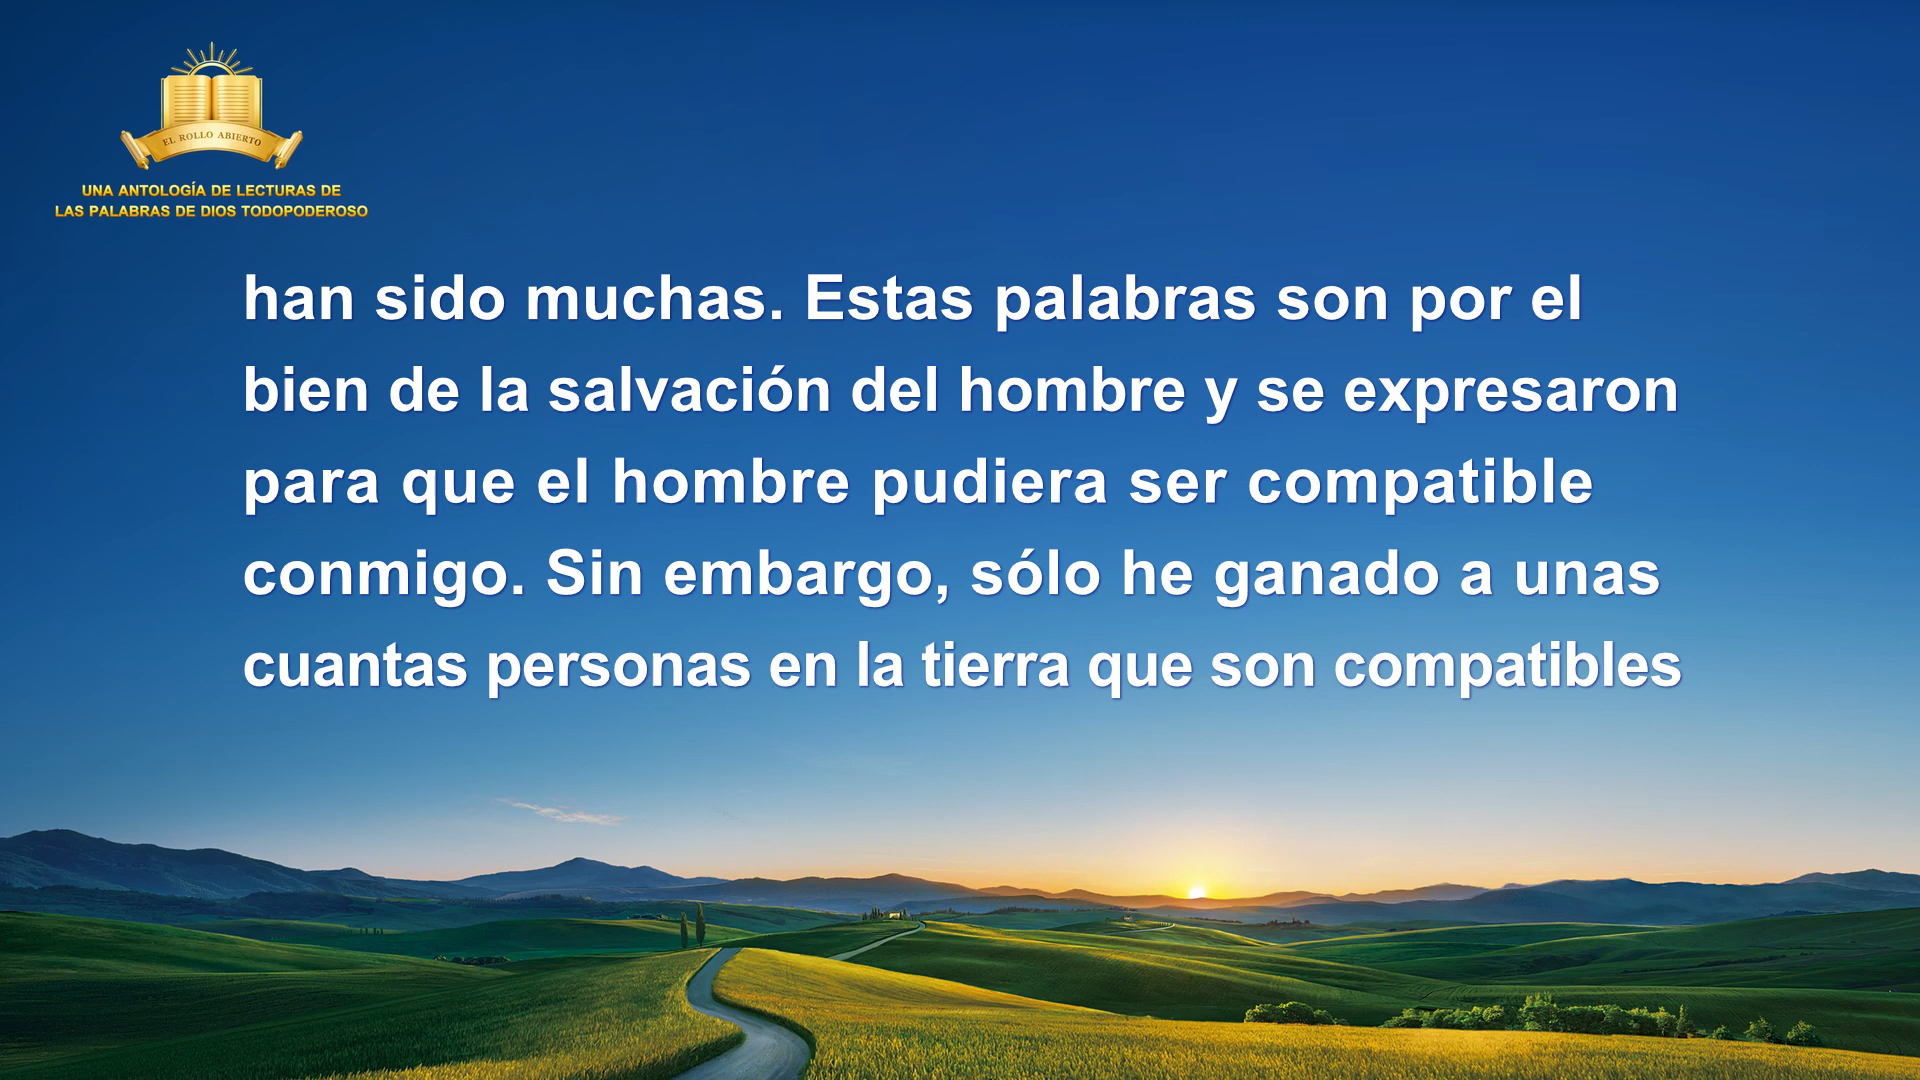 EL ROLLO ABIERTO
UNA ANTOLOGÍA DE LECTURAS DE
LAS PALABRAS DE DIOS TODOPODEROSO
han sido muchas. Estas palabras son por el
bien de la salvación del hombre y se expresaron
para que el hombre pudiera ser compatible
conmigo. Sin embargo, sólo he ganado a unas
cuantas personas en la tierra que son compatibles